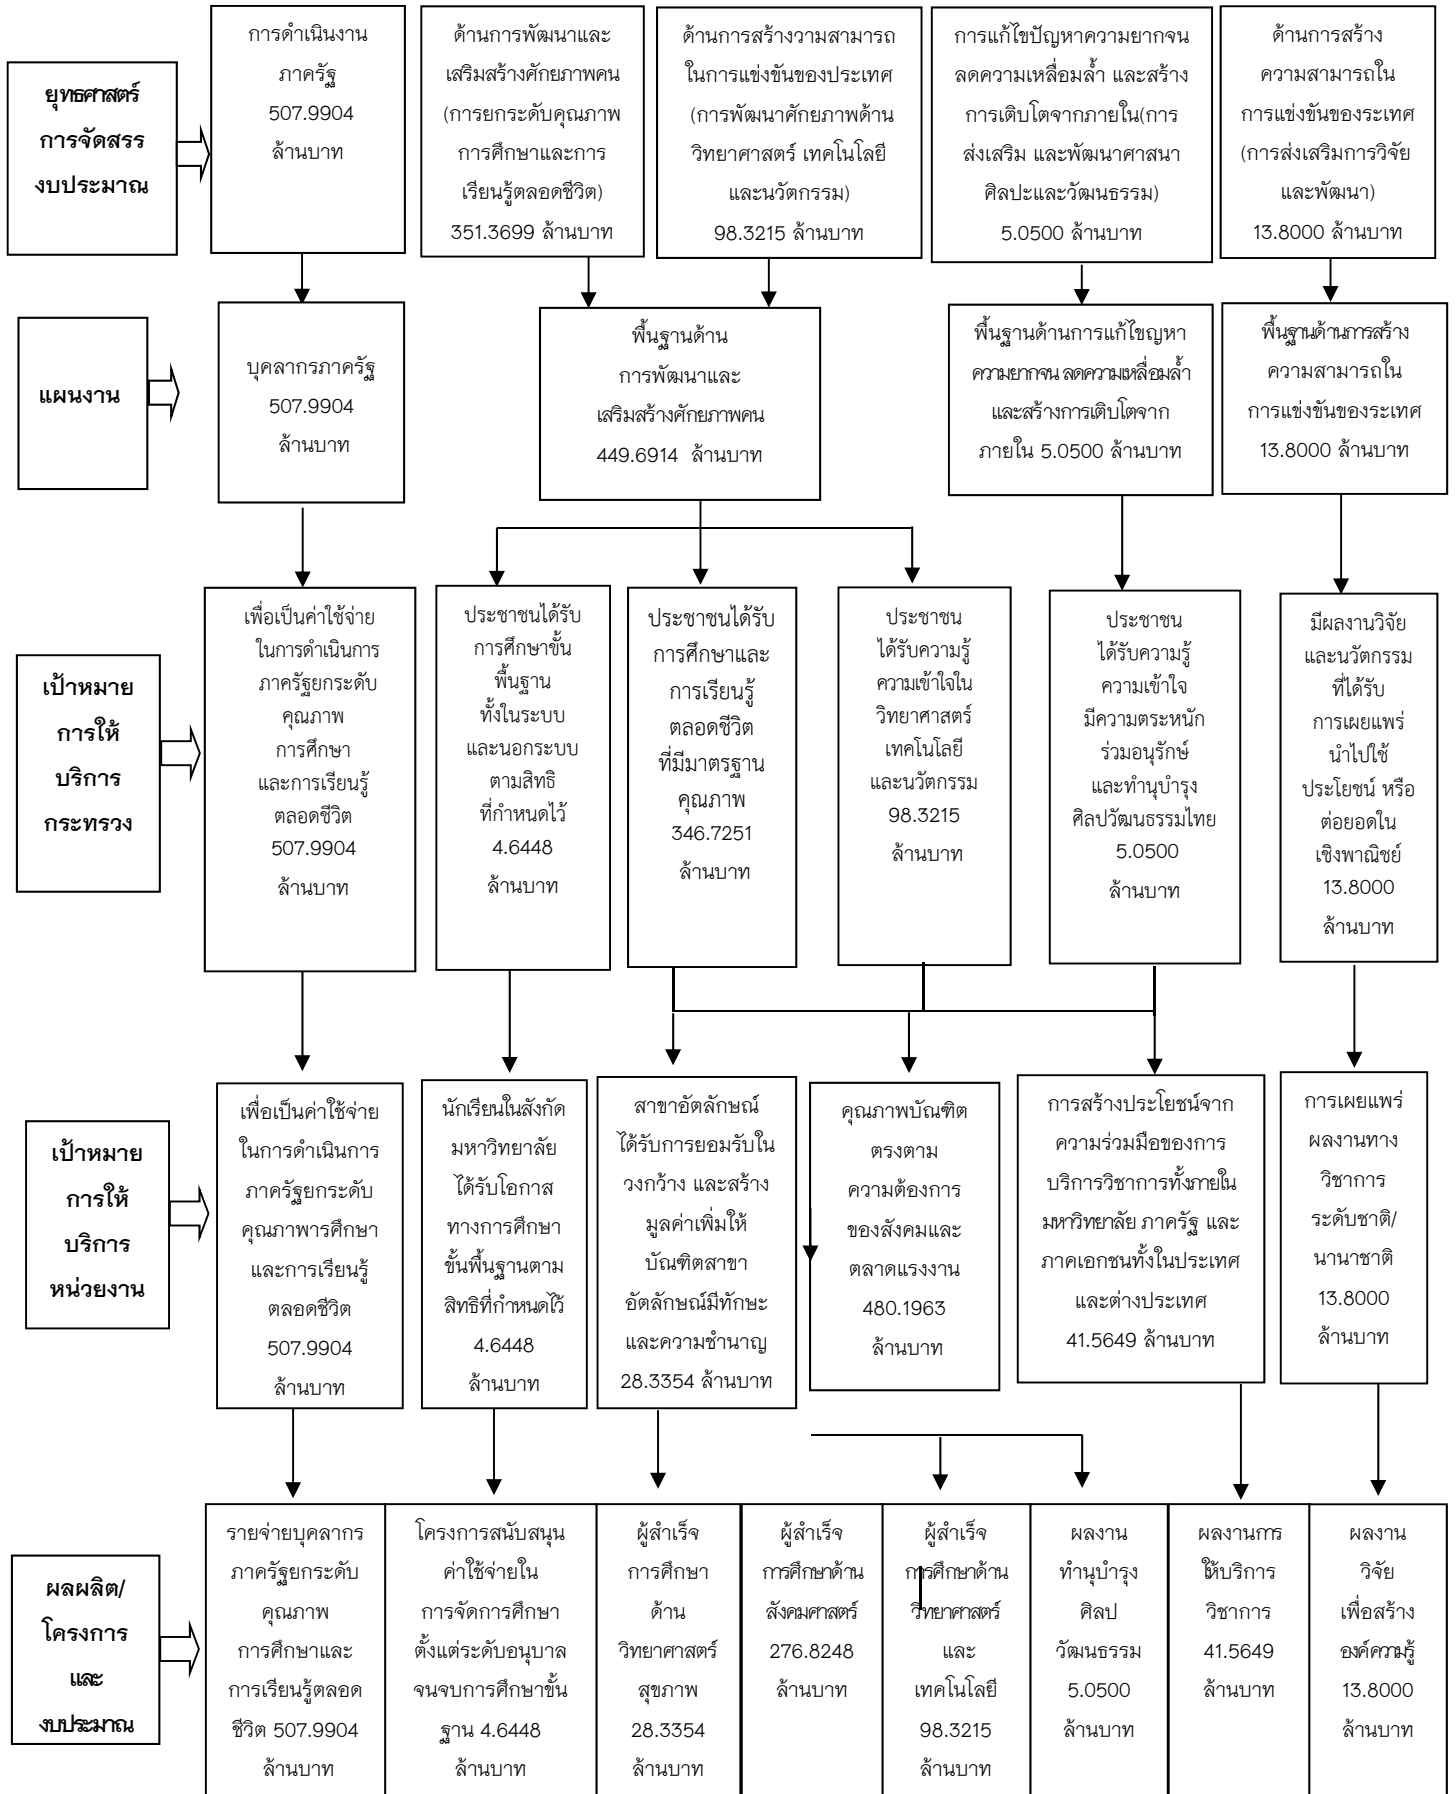 ยุทธศาสตร์
การจัดสรร
งบประมาณ
การดำเนินงาน
ภาครัฐ
507.9904
ล้านบาท
ด้านการพัฒนาและ
เสริมสร้างศักยภาพคน
(การยกระดับคุณภาพ
การศึกษาและการ
เรียนรู้ตลอดชีวิต)
351.3699 ล้านบาท
ด้านการสร้างวามสามารถ
ในการแข่งขันของประเทศ
(การพัฒนาศักยภาพด้าน
วิทยาศาสตร์ เทคโนโลยี
และนวัตกรรม)
98.3215 ล้านบาท
การแก้ไขปัญหาความยากจน
ลดความเหลื่อมล้ำ และสร้าง
การเติบโตจากภายใน(การ
ส่งเสริม และพัฒนาศาสนา
ศิลปะและวัฒนธรรม)
5.0500 ล้านบาท
ด้านการสร้าง
ความสามารถใน
การแข่งขันของระเทศ
(การส่งเสริมการวิจัย
และพัฒนา)
13.8000 ล้านบาท
แผนงาน
บุคลากรภาครัฐ
507.9904
ล้านบาท
พื้นฐานด้าน
การพัฒนาและ
เสริมสร้างศักยภาพคน
449.6914 ล้านบาท
พื้นฐานด้านการแก้ไขญหา
ความยากจน ลดความเหลื่อมล้ำ
และสร้างการเติบโตจาก
ภายใน 5.0500 ล้านบาท
พื้นฐานด้านการสร้าง
ความสามารถใน
การแข่งขันของระเทศ
13.8000 ล้านบาท
เป้าหมาย
การให้
บริการ
กระทรวง
เพื่อเป็นค่าใช้จ่าย
ในการดำเนินการ
ภาครัฐยกระดับ
คุณภาพ
การศึกษา
และการเรียนรู้
ตลอดชีวิต
507.9904
ล้านบาท
ประชาชนได้รับ
การศึกษาขั้น
พื้นฐาน
ทั้งในระบบ
และนอกระบบ
ตามสิทธิ
ที่กำหนดไว้
4.6448
ล้านบาท
ประชาชนได้รับ
การศึกษาและ
การเรียนรู้
ตลอดชีวิต
ที่มีมาตรฐาน
คุณภาพ
346.7251
ล้านบาท
ประชาชน
ได้รับความรู้
ความเข้าใจใน
วิทยาศาสตร์
เทคโนโลยี
และนวัตกรรม
98.3215
ล้านบาท
ประชาชน
ได้รับความรู้
ความเข้าใจ
มีความตระหนัก
ร่วมอนุรักษ์
และทำนุบำรุง
ศิลปวัฒนธรรมไทย
5.0500
ล้านบาท
มีผลงานวิจัย
และนวัตกรรม
ที่ได้รับ
การเผยแพร่
นำไปใช้
ประโยชน์ หรือ
ต่อยอดใน
เชิงพาณิชย์
13.8000
ล้านบาท
เป้าหมาย
การให้
บริการ
หน่วยงาน
เพื่อเป็นค่าใช้จ่าย
ในการดำเนินการ
ภาครัฐยกระดับ
คุณภาพารศึกษา
และการเรียนรู้
ตลอดชีวิต
507.9904
ล้านบาท
นักเรียนในสังกัด
มหาวิทยาลัย
ได้รับโอกาส
ทางการศึกษา
ขั้นพื้นฐานตาม
สิทธิที่กำหนดไว้
4.6448
ล้านบาท
สาขาอัตลักษณ์
ได้รับการยอมรับใน
วงกว้าง และสร้าง
มูลค่าเพิ่มให้
บัณฑิตสาขา
อัตลักษณ์มีทักษะ
และความชำนาญ
28.3354 ล้านบาท
คุณภาพบัณฑิต
ตรงตาม
ความต้องการ
ของสังคมและ
ตลาดแรงงาน
480.1963
ล้านบาท
การสร้างประโยชน์จาก
ความร่วมมือของการ
บริการวิชาการทั้งภายใน
มหาวิทยาลัย ภาครัฐ และ
ภาคเอกชนทั้งในประเทศ
และต่างประเทศ
41.5649 ล้านบาท
การเผยแพร่
ผลงานทาง
วิชาการ
ระดับชาติ/
นานาชาติ
13.8000
ล้านบาท
ผลผลิต/
โครงการ
และ
งบประมาณ
รายจ่ายบุคลากร
ภาครัฐยกระดับ
คุณภาพ
การศึกษาและ
การเรียนรู้ตลอด
ชีวิต 507.9904
ล้านบาท
โครงการสนับสนุน
ค่าใช้จ่ายใน
การจัดการศึกษา
ตั้งแต่ระดับอนุบาล
จนจบการศึกษาขั้น
ฐาน 4.6448
ล้านบาท
ผู้สำเร็จ
การศึกษา
ด้าน
วิทยาศาสตร์
สุขภาพ
28.3354
ล้านบาท
ผู้สำเร็จ
การศึกษาด้าน
สังคมศาสตร์
276.8248
ล้านบาท
ผู้สำเร็จ
การศึกษาด้าน
วิทยาศาสตร์
และ
เทคโนโลยี
98.3215
ล้านบาท
ผลงาน
ทำนุบำรุง
ศิลป
วัฒนธรรม
5.0500
ล้านบาท
ผลงานการ
ให้บริการ
วิชาการ
41.5649
ล้านบาท
ผลงาน
วิจัย
เพื่อสร้าง
องค์ความรู้
13.8000
ล้านบาท